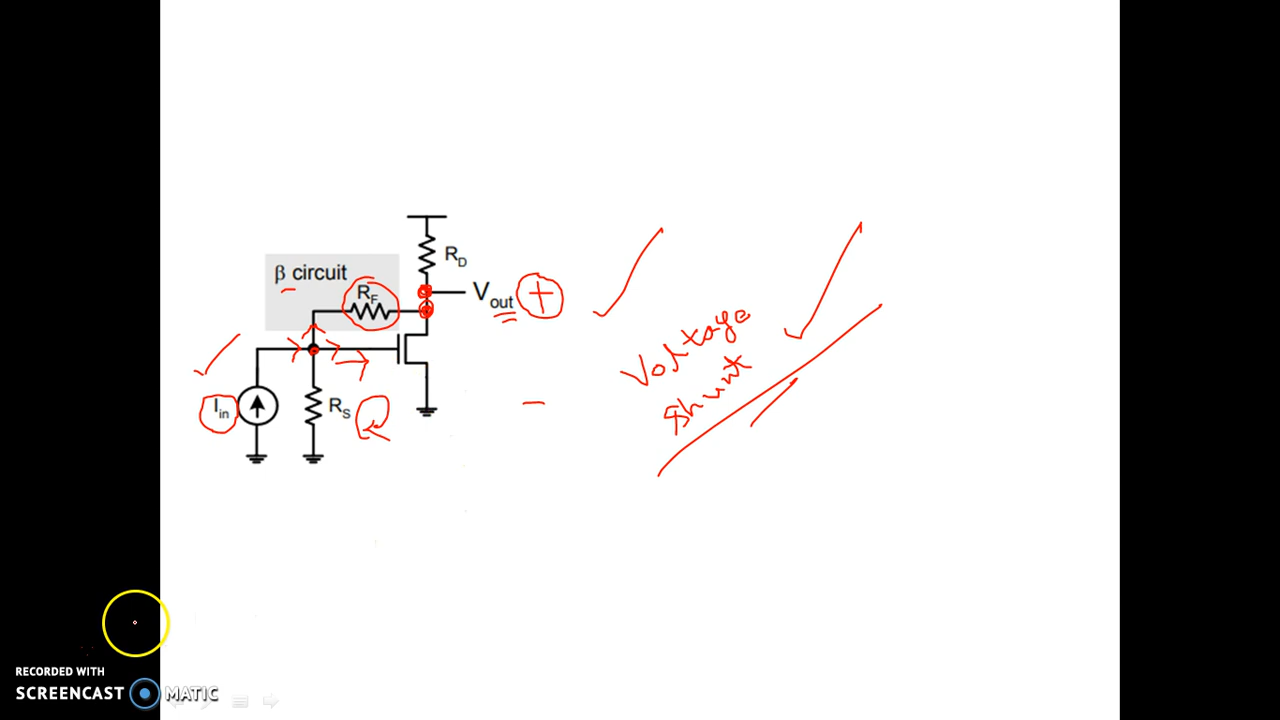 R_D
β circuit
R_F
V_out +
I_in
R_S
-
Voltage
shunt
RECORDED WITH
SCREENCAST MATIC